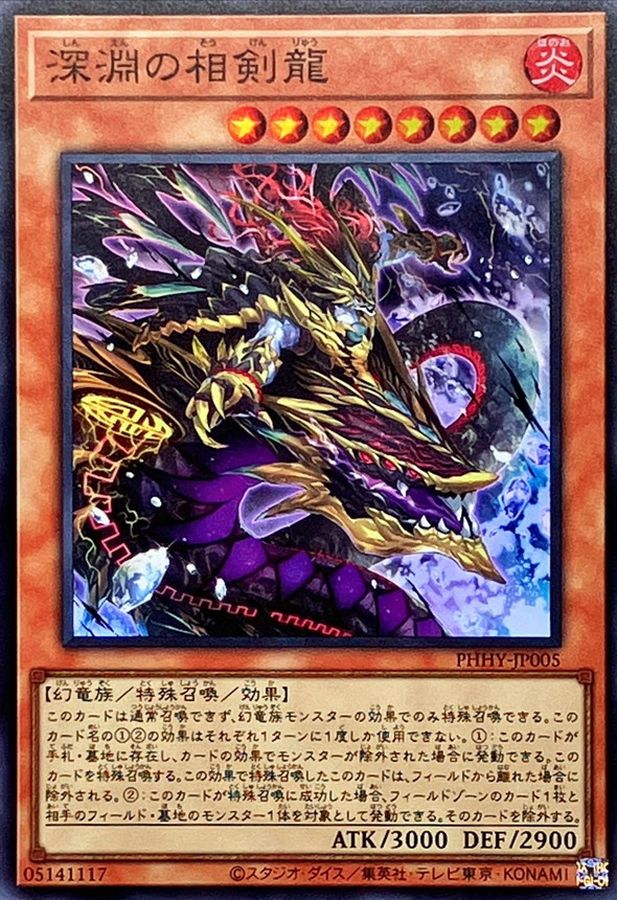 深淵の相剣龍
炎
PHHY-JP005
【幻竜族／特殊召喚／効果】
このカードは通常召喚できず、幻竜族モンスターの効果でのみ特殊召喚できる。この
カード名の①②の効果はそれぞれ1ターンに1度しか使用できない。①：このカードが
手札・墓地に存在し、カードの効果でモンスターが除外された場合に発動できる。この
カードを特殊召喚する。この効果で特殊召喚したこのカードは、フィールドから離れた場合に
除外される。②：このカードが特殊召喚に成功した場合、フィールドゾーンのカード1枚と
相手のフィールド・墓地のモンスター1体を対象として発動できる。そのカードを除外する。
ATK/3000 DEF/2900
05141117
©スタジオ・ダイス／集英社・テレビ東京・KONAMI